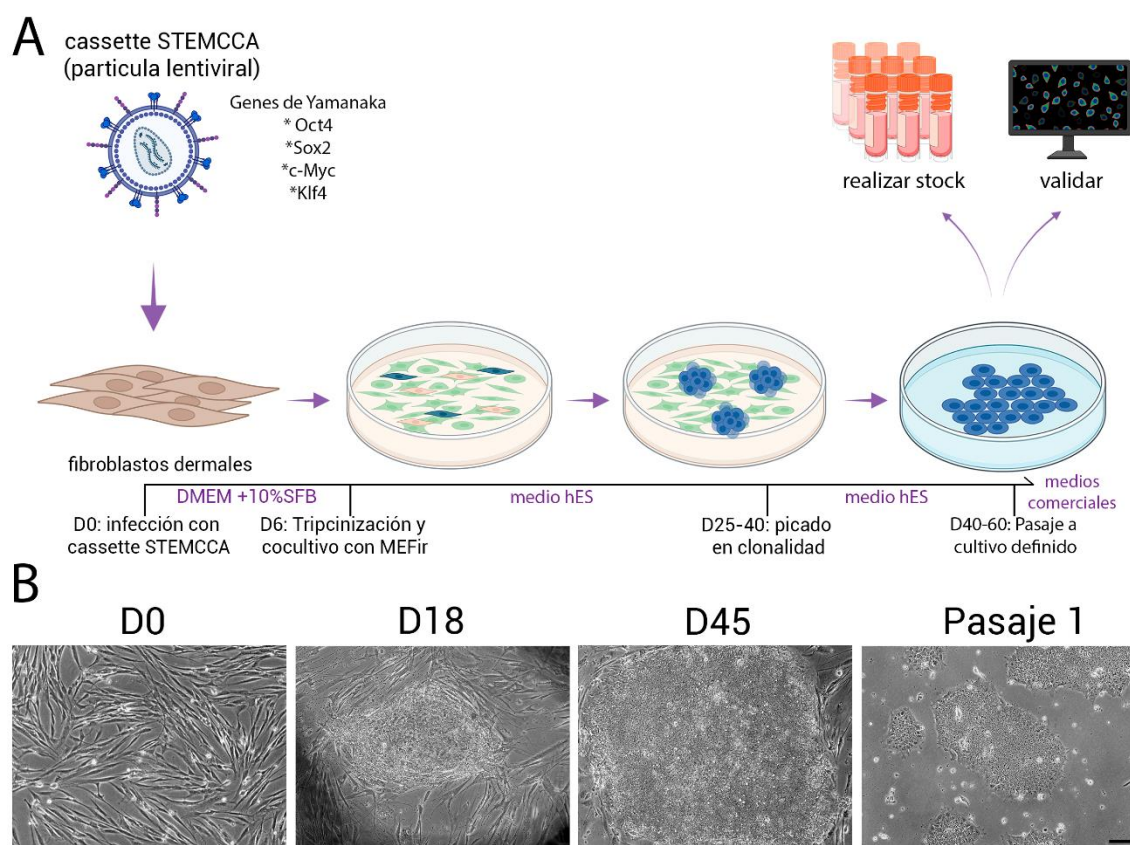 A
cassette STEMCCA
(particula lentiviral)
Genes de Yamanaka
* Oct4
*Sox2
*c-Myc
*Klf4
realizar stock
validar
fibroblastos dermales
DMEM +10%SFB
medio hES
medio hES
medios
comerciales
D0: infección con
cassette STEMCCA
D6: Tripcinización y
cocultivo con MEFir
D25-40: picado
en clonalidad
D40-60: Pasaje a
cultivo definido
B
D0
D18
D45
Pasaje 1